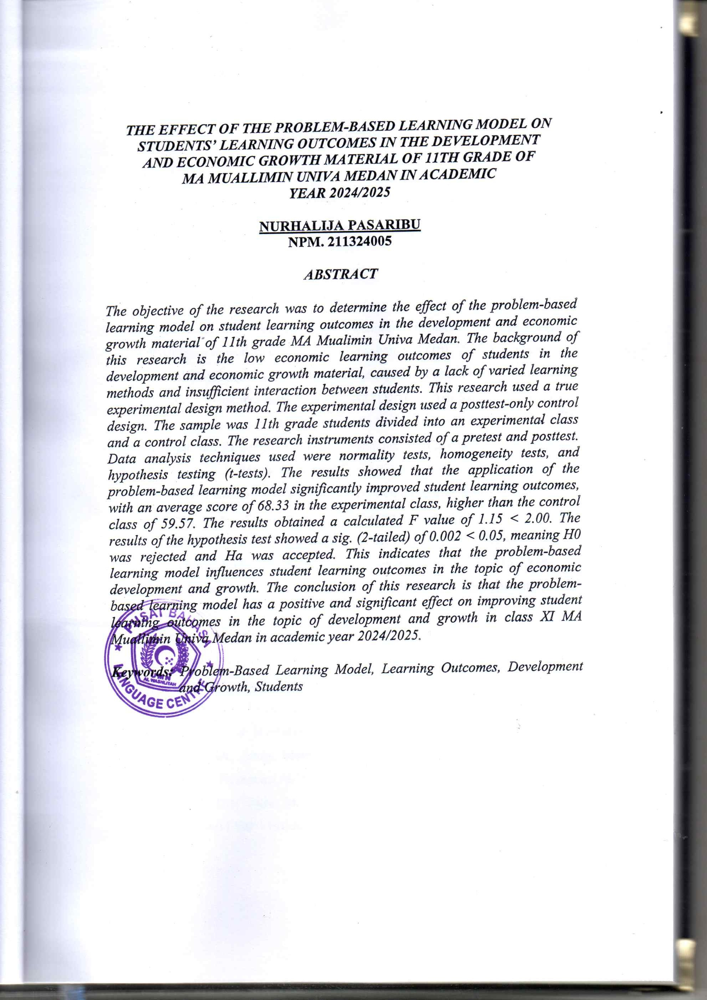 THE EFFECT OF THE PROBLEM-BASED LEARNING MODEL ON
STUDENTS' LEARNING OUTCOMES IN THE DEVELOPMENT
AND ECONOMIC GROWTH MATERIAL OF 11TH GRADE OF
MA MUALLIMIN UNIVA MEDAN IN ACADEMIC
YEAR 2024/2025
NURHALIJA PASARIBU
NPM. 211324005
ABSTRACT
The objective of the research was to determine the effect of the problem-based
learning model on student learning outcomes in the development and economic
growth material of 11th grade MA Mualimin Univa Medan. The background of
this research is the low economic learning outcomes of students in the
development and economic growth material, caused by a lack of varied learning
methods and insufficient interaction between students. This research used a true
experimental design method. The experimental design used a posttest-only control
design. The sample was 11th grade students divided into an experimental class
and a control class. The research instruments consisted of a pretest and posttest.
Data analysis techniques used were normality tests, homogeneity tests, and
hypothesis testing (t-tests). The results showed that the application of the
problem-based learning model significantly improved student learning outcomes,
with an average score of 68.33 in the experimental class, higher than the control
class of 59.57. The results obtained a calculated F value of 1.15 < 2.00. The
results of the hypothesis test showed a sig. (2-tailed) of 0.002 < 0.05, meaning H0
was rejected and Ha was accepted. This indicates that the problem-based
learning model influences student learning outcomes in the topic of economic
development and growth. The conclusion of this research is that the problem-
based learning model has a positive and significant effect on improving student
learning outcomes in the topic of development and growth in class XI MA
Muallimin Univa Medan in academic year 2024/2025.
Keywords: Problem-Based Learning Model, Learning Outcomes, Development
and Growth, Students
PUSAT BAHASA
UMN
AL WASHLIYAH
LANGUAGE CENTRE